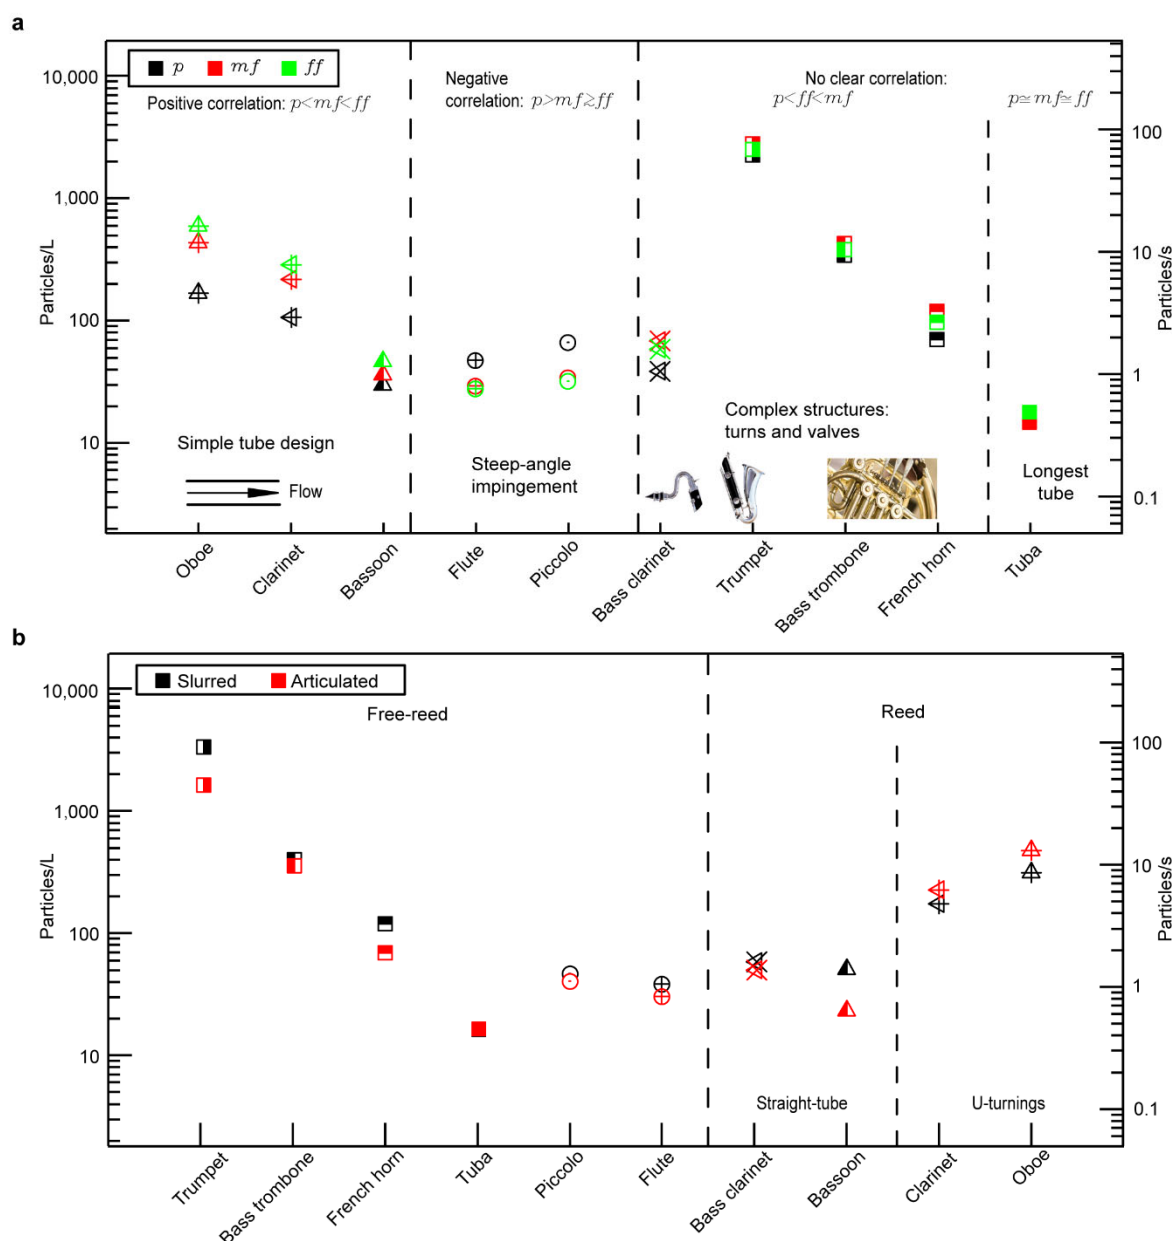 a
p mf ff
Positive correlation: p<mf<ff
Negative
correlation: p>mf≳ff
No clear correlation:
p<ff<mf
p≃mf≅ff
10,000
1,000
100
10
Particles/L
100
10
1
0.1
Particles/s
Simple tube design
Flow
Steep-angle
impingement
Complex structures:
turns and valves
Longest
tube
Oboe
Clarinet
Bassoon
Flute
Piccolo
Bass clarinet
Trumpet
Bass trombone
French horn
Tuba
b
Slurred Articulated
Free-reed
Reed
10,000
1,000
100
10
Particles/L
100
10
1
0.1
Particles/s
Straight-tube
U-turnings
Trumpet
Bass trombone
French horn
Tuba
Piccolo
Flute
Bass clarinet
Bassoon
Clarinet
Oboe